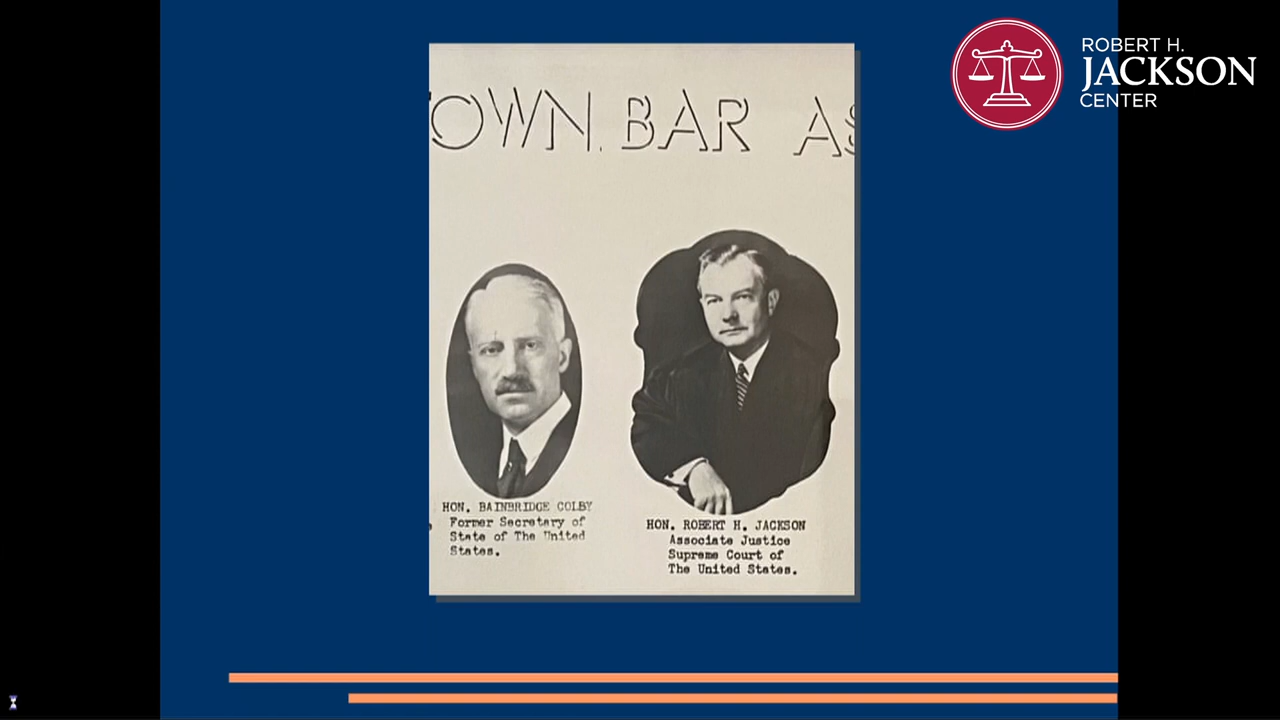 ROBERT H.
JACKSON
CENTER
OWN BAR AS
HON. BAINBRIDGE COLBY
Former Secretary of
State of The United
States.
HON. ROBERT H. JACKSON
Associate Justice
Supreme Court of
The United States.